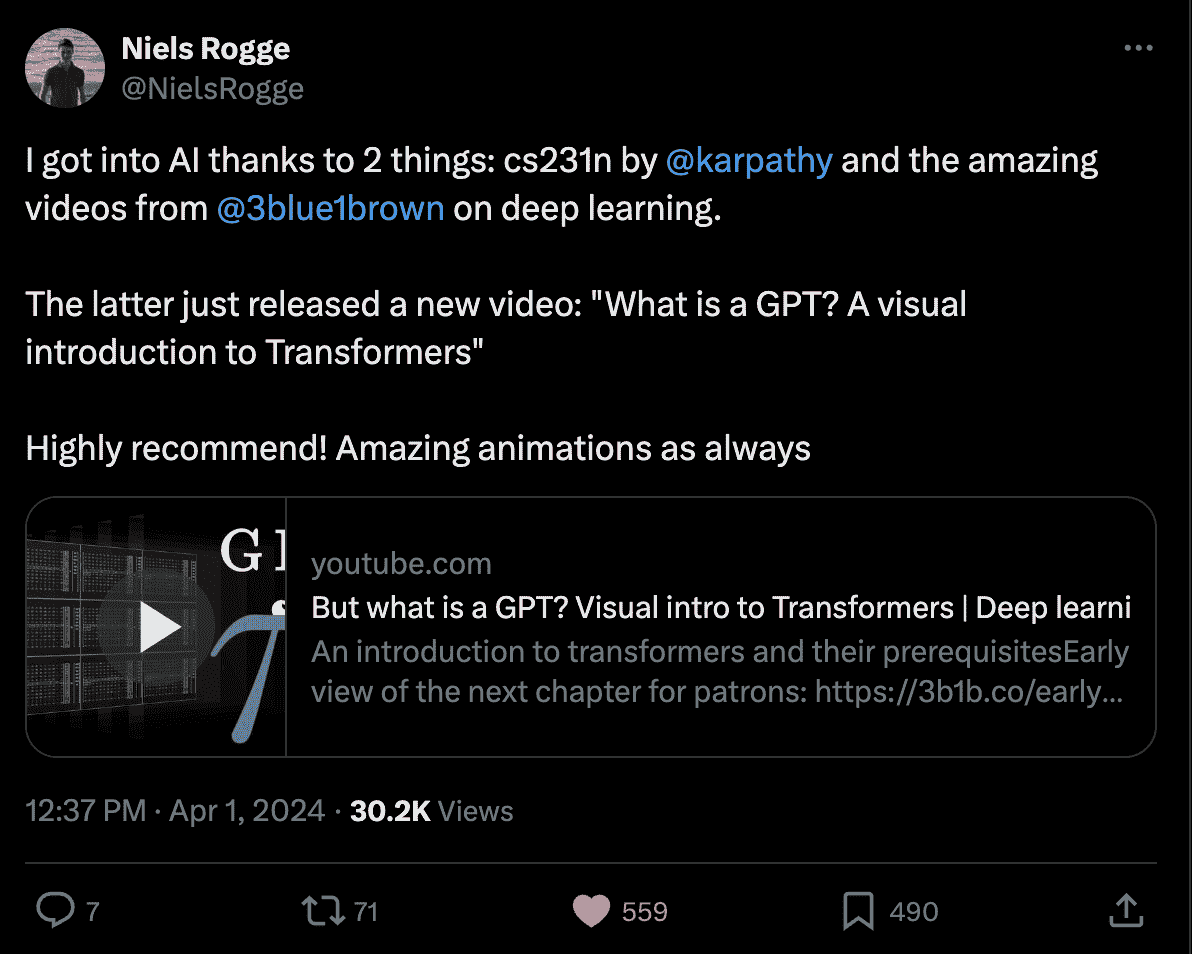 Niels Rogge
@NielsRogge
I got into AI thanks to 2 things: cs231n by @karpathy and the amazing
videos from @3blue1brown on deep learning.
The latter just released a new video: "What is a GPT? A visual
introduction to Transformers"
Highly recommend! Amazing animations as always
G
youtube.com
But what is a GPT? Visual intro to Transformers | Deep learni
An introduction to transformers and their prerequisitesEarly
view of the next chapter for patrons: https://3b1b.co/early...
12:37 PM · Apr 1, 2024 · 30.2K Views
7 71 559 490